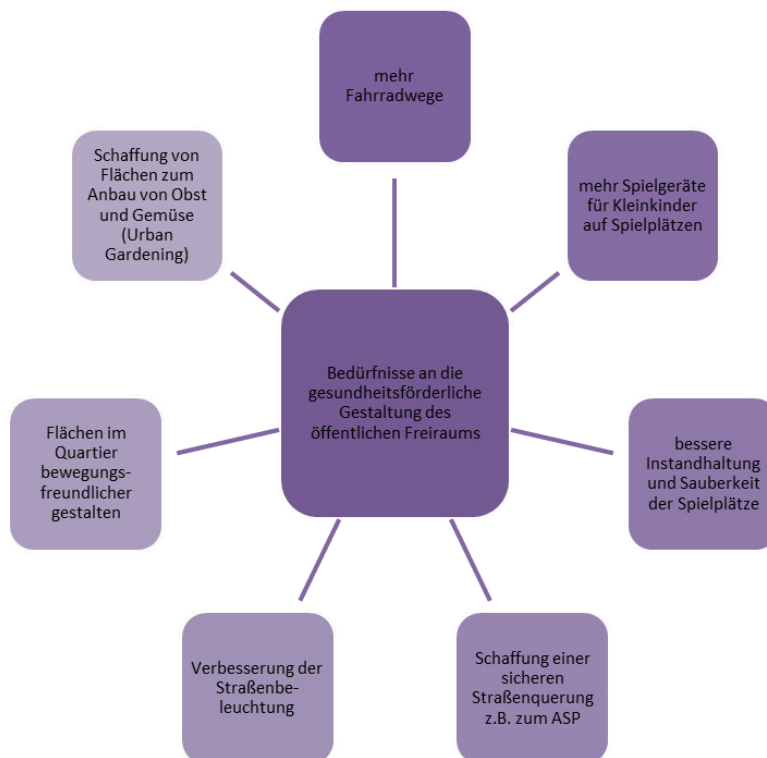 mehr
Fahrradwege
mehr Spielgeräte
für Kleinkinder
auf Spielplätzen
bessere
Instandhaltung
und Sauberkeit
der Spielplätze
Schaffung einer
sicheren
Straßenquerung
z.B. zum ASP
Verbesserung der
Straßenbe-
leuchtung
Flächen im
Quartier
bewegungs-
freundlicher
gestalten
Schaffung von
Flächen zum
Anbau von Obst
und Gemüse
(Urban
Gardening)
Bedürfnisse an die
gesundheitsförderliche
Gestaltung des
öffentlichen Freiraums